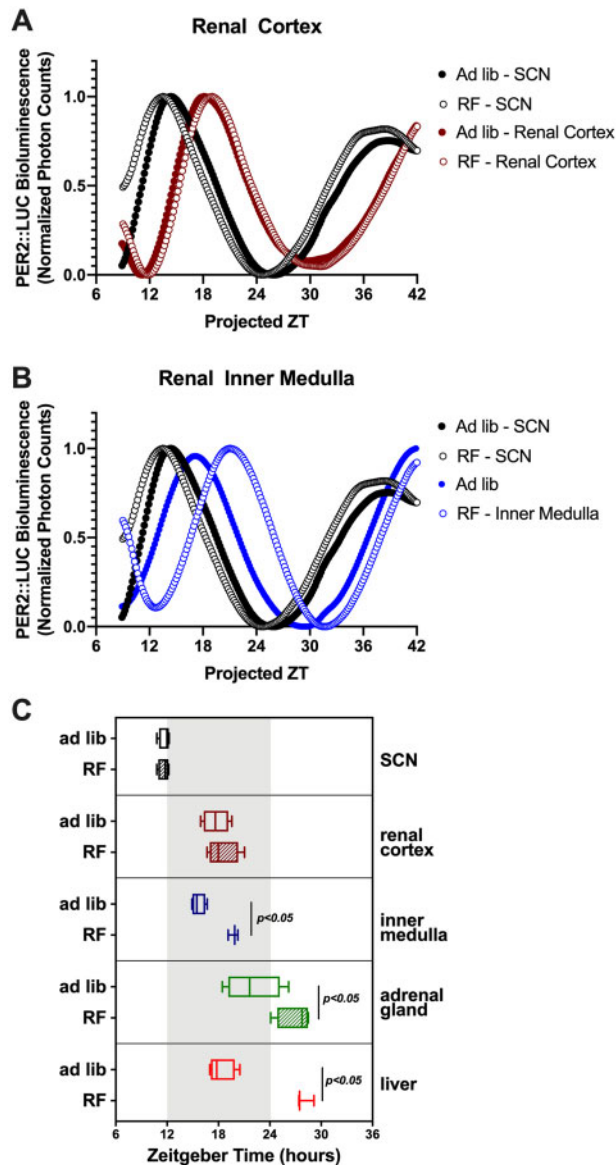 A
Renal Cortex
PER2::LUC Bioluminescence
(Normalized Photon Counts)
1.0
0.5
0.0
6 12 18 24 30 36 42
Projected ZT
Ad lib - SCN
RF - SCN
Ad lib - Renal Cortex
RF - Renal Cortex
B
Renal Inner Medulla
PER2::LUC Bioluminescence
(Normalized Photon Counts)
1.0
0.5
0.0
6 12 18 24 30 36 42
Projected ZT
Ad lib - SCN
RF - SCN
Ad lib
RF - Inner Medulla
C
ad lib
RF
SCN
ad lib
RF
renal
cortex
ad lib
RF
p<0.05
inner
medulla
ad lib
RF
p<0.05
adrenal
gland
ad lib
RF
p<0.05
liver
6 12 18 24 30 36
Zeitgeber Time (hours)